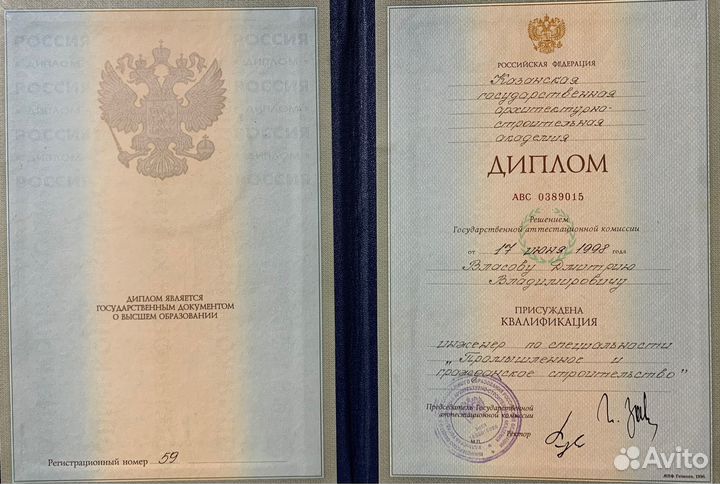 РОССИЯ РОССИЯ
ДИПЛОМ ДИПЛОМ
ДИПЛОМ ЯВЛЯЕТСЯ
ГОСУДАРСТВЕННЫМ ДОКУМЕНТОМ
О ВЫСШЕМ ОБРАЗОВАНИИ
Регистрационный номер 59
РОССИЙСКАЯ ФЕДЕРАЦИЯ
Казанская
государственная
архитектурно-
строительная
академия
ДИПЛОМ
АВС 0389015
Решением
Государственной аттестационной комиссии
от 17 июня 1998 года
Власову Дмитрию
Владимировичу
ПРИСУЖДЕНА
КВАЛИФИКАЦИЯ
инженер по специальности
„Промышленное и
гражданское строительство"
Председатель Государственной
аттестационной комиссии
Ректор
М.П.
Avito